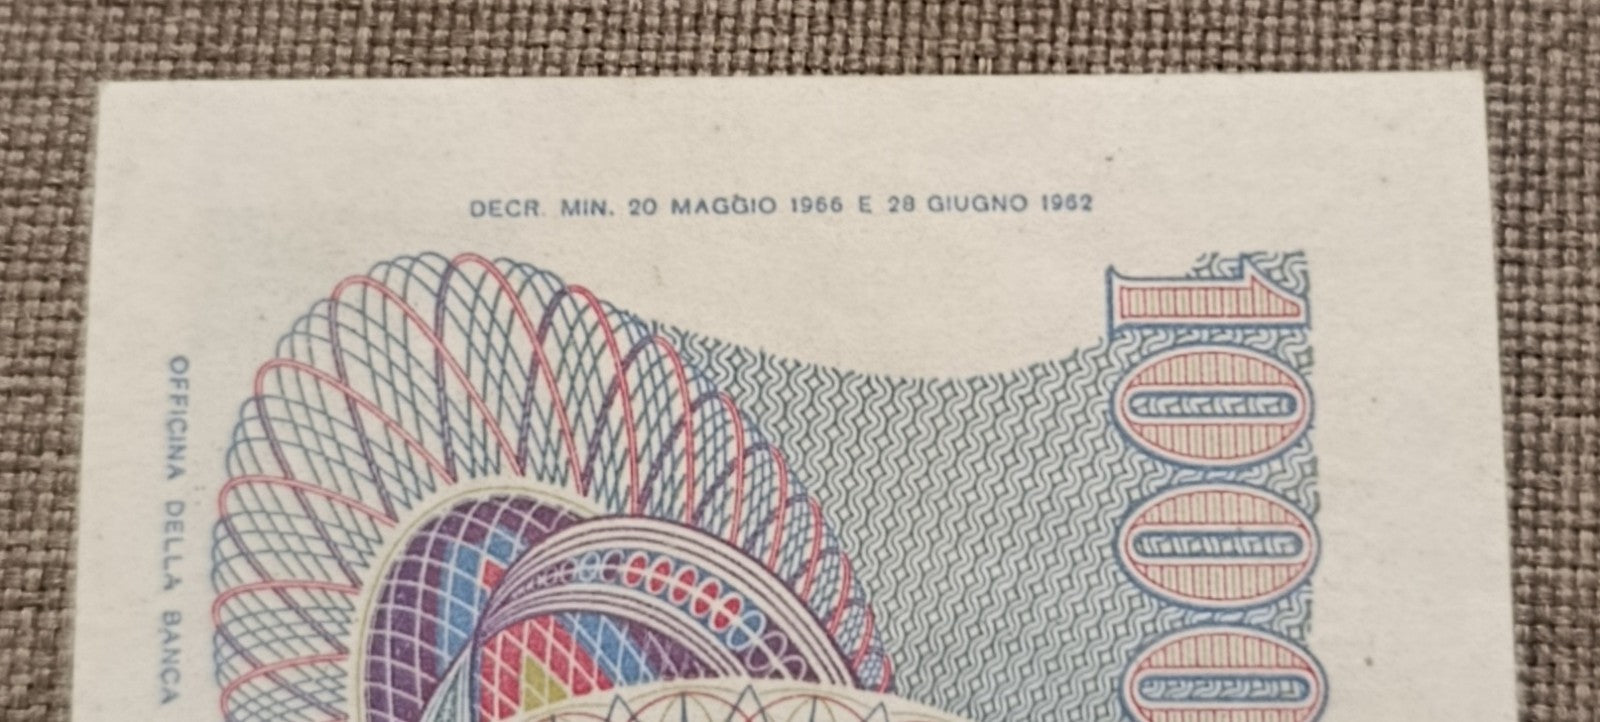 DECR. MIN. 20 MAGGIO 1966 E 28 GIUGNO 1962
1000
OFFICINA DELLA BANCA